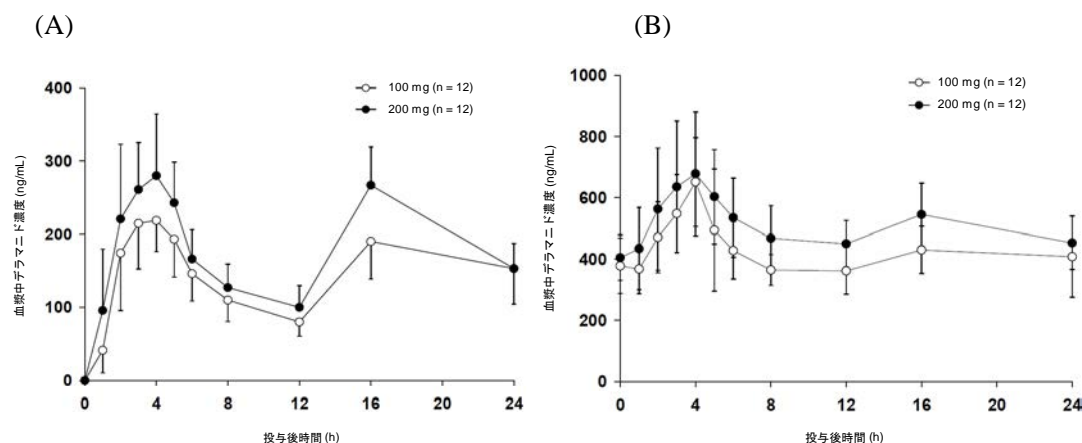 (A)
血漿中デラマニド濃度 (ng/mL)
400
300
200
100
0
100 mg (n = 12)
200 mg (n = 12)
0 4 8 12 16 20 24
投与後時間 (h)
(B)
血漿中デラマニド濃度 (ng/mL)
1000
800
600
400
200
0
100 mg (n = 12)
200 mg (n = 12)
0 4 8 12 16 20 24
投与後時間 (h)